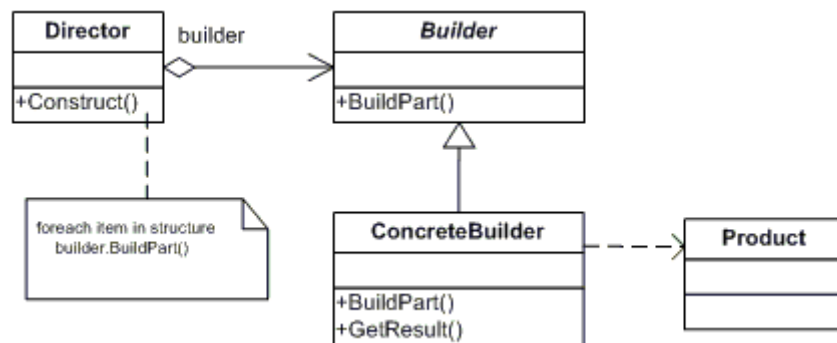 Director
builder
Builder
+Construct()
+BuildPart()
foreach item in structure
builder.BuildPart()
ConcreteBuilder
Product
+BuildPart()
+GetResult()